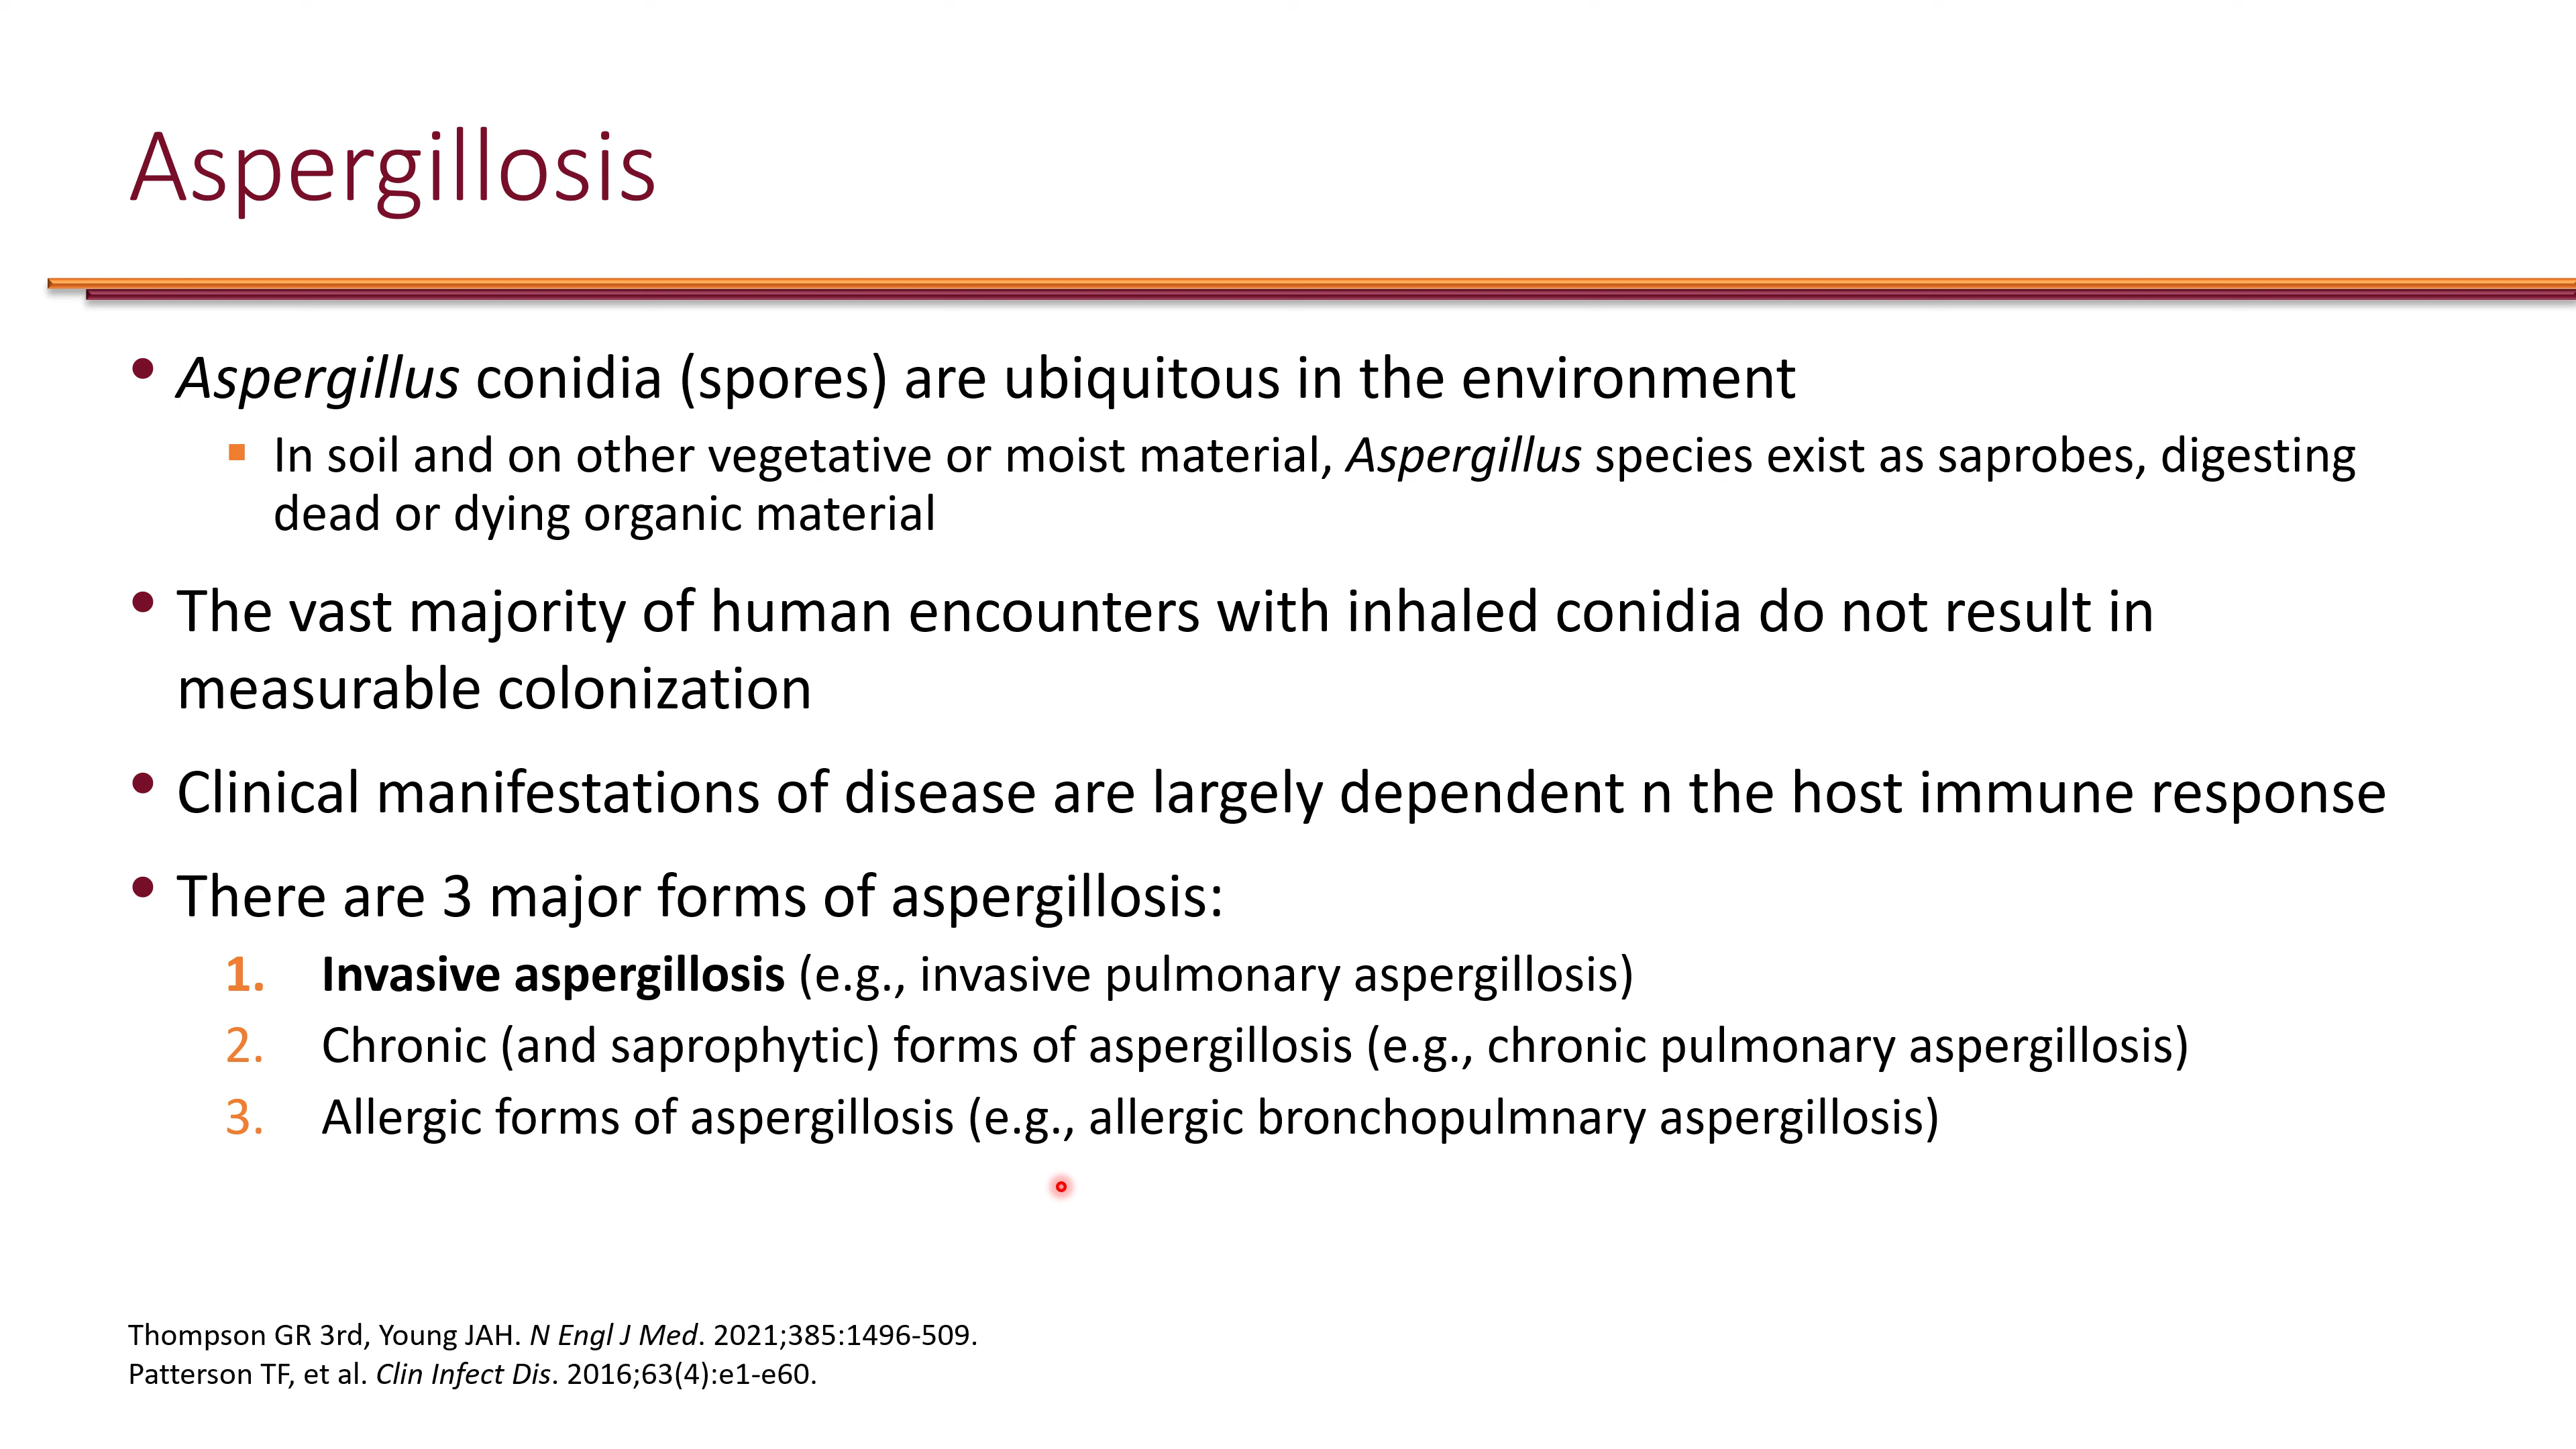 Aspergillosis
• Aspergillus conidia (spores) are ubiquitous in the environment
▪ In soil and on other vegetative or moist material, Aspergillus species exist as saprobes, digesting
dead or dying organic material
• The vast majority of human encounters with inhaled conidia do not result in
measurable colonization
• Clinical manifestations of disease are largely dependent n the host immune response
• There are 3 major forms of aspergillosis:
1. Invasive aspergillosis (e.g., invasive pulmonary aspergillosis)
2. Chronic (and saprophytic) forms of aspergillosis (e.g., chronic pulmonary aspergillosis)
3. Allergic forms of aspergillosis (e.g., allergic bronchopulmnary aspergillosis)
Thompson GR 3rd, Young JAH. N Engl J Med. 2021;385:1496-509.
Patterson TF, et al. Clin Infect Dis. 2016;63(4):e1-e60.